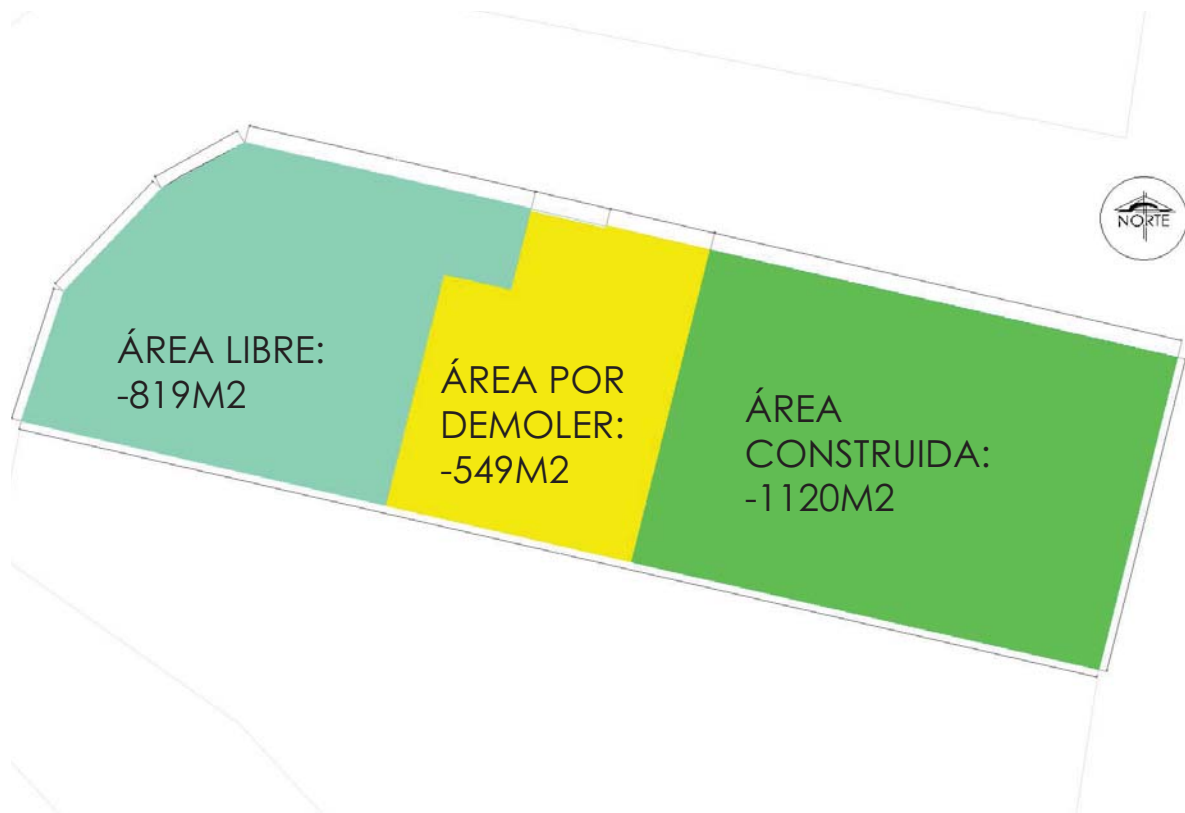 NORTE
ÁREA LIBRE:
-819M2
ÁREA POR
DEMOLER:
-549M2
ÁREA
CONSTRUIDA:
-1120M2